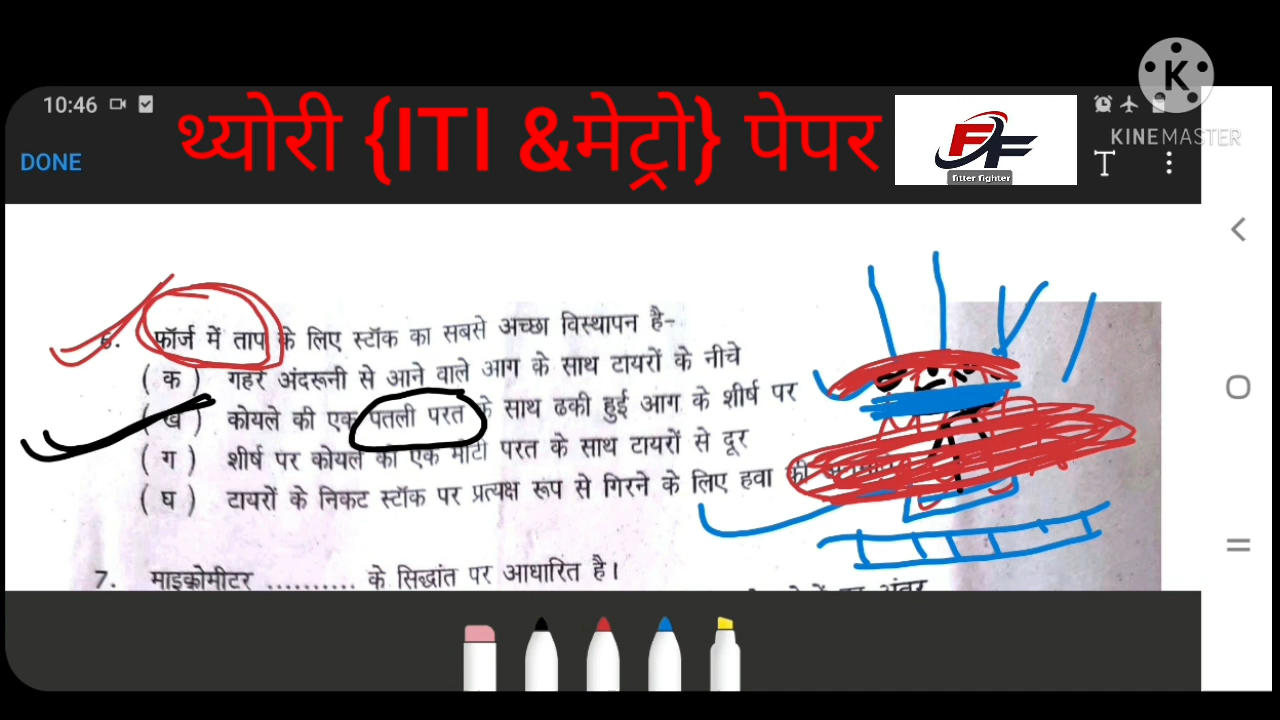 10:46
थ्योरी {ITI &मेट्रो} पेपर
fitter fighter
K
KINEMASTER
DONE
T
6. फॉर्ज में ताप के लिए स्टॉक का सबसे अच्छा विस्थापन है-
( क ) गहरे अंदरूनी से आने वाले आग के साथ टायरों के नीचे
( ख ) कोयले की एक पतली परत के साथ ढकी हुई आग के शीर्ष पर
( ग ) शीर्ष पर कोयले की एक मोटी परत के साथ टायरों से दूर
( घ ) टायरों के निकट स्टॉक पर प्रत्यक्ष रूप से गिरने के लिए हवा की
7. माइक्रोमीटर .......... के सिद्धांत पर आधारित है।